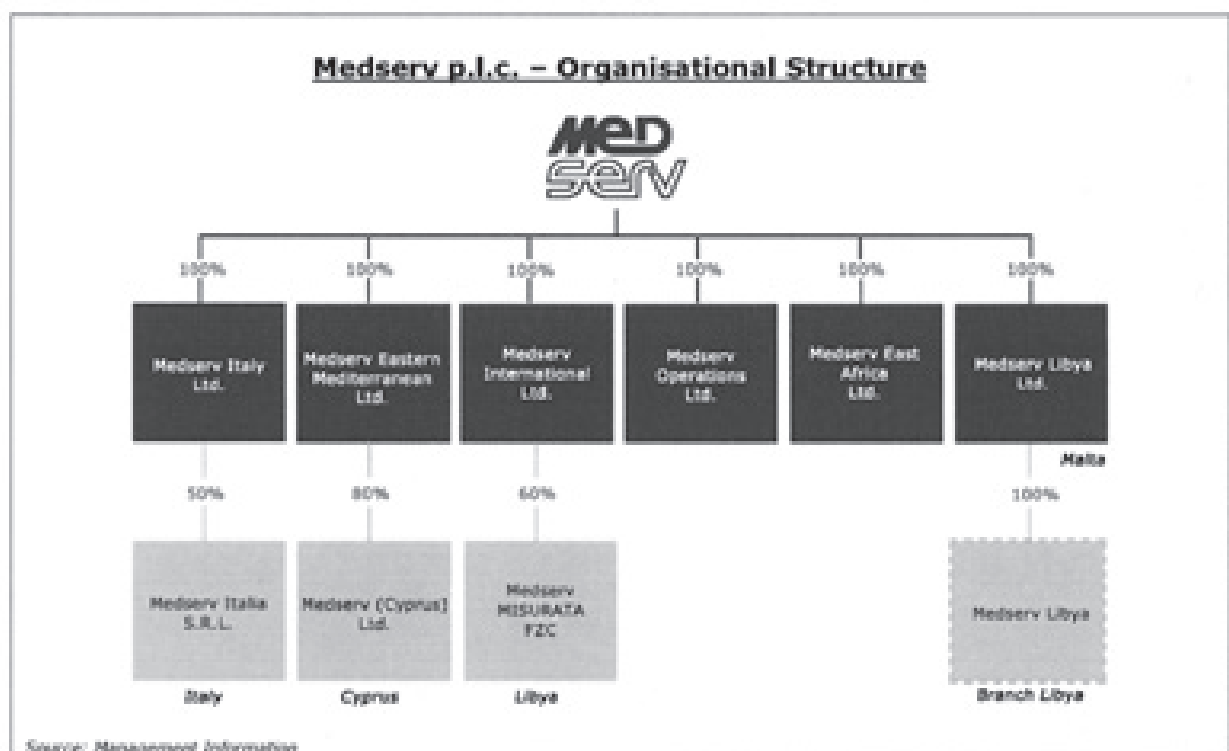 Medserv p.l.c. – Organisational Structure
MED
serv
100%
100%
100%
100%
100%
100%
Medserv Italy
Ltd.
Medserv Eastern
Mediterranean
Ltd.
Medserv
International
Ltd.
Medserv
Operations
Ltd.
Medserv East
Africa
Ltd.
Medserv Libya
Ltd.
Malta
50%
80%
60%
100%
Medserv Italia
S.R.L.
Medserv (Cyprus)
Ltd.
Medserv
MISURATA
FZC
Medserv Libya
Italy
Cyprus
Libya
Branch Libya
Source: Management Information